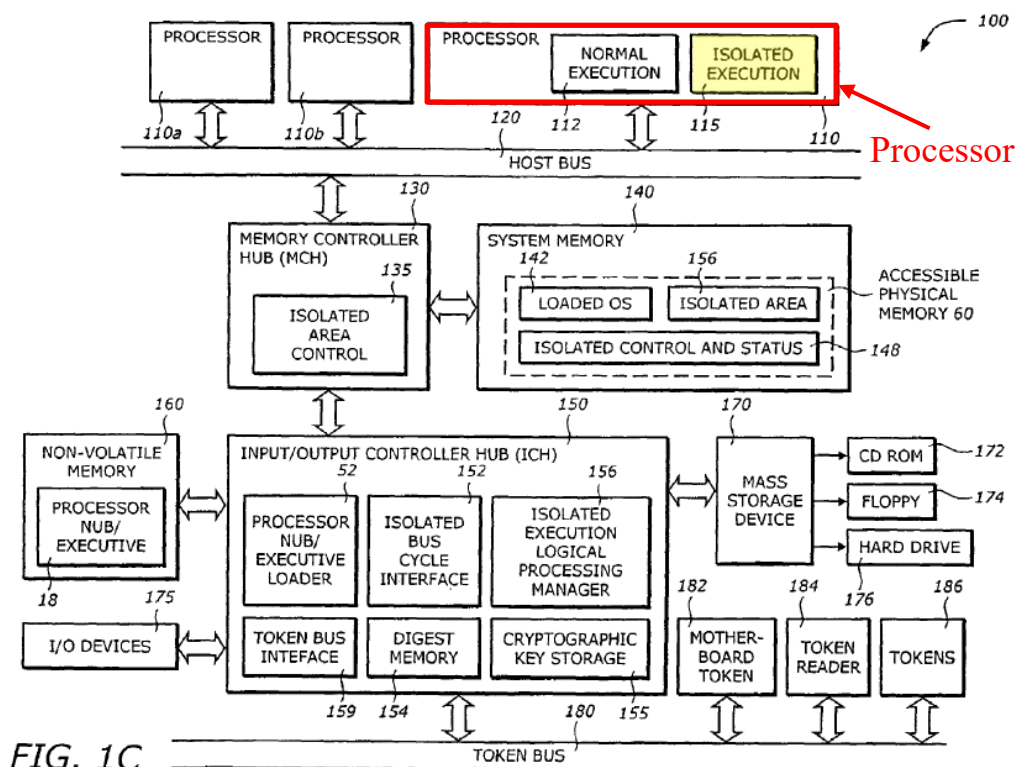 100
PROCESSOR
PROCESSOR
PROCESSOR
NORMAL
EXECUTION
ISOLATED
EXECUTION
110a
110b
120
112
115
110
Processor
HOST BUS
130
140
MEMORY CONTROLLER
HUB (MCH)
135
ISOLATED
AREA
CONTROL
SYSTEM MEMORY
142
156
LOADED OS
ISOLATED AREA
ISOLATED CONTROL AND STATUS
148
ACCESSIBLE
PHYSICAL
MEMORY 60
160
150
170
NON-VOLATILE
MEMORY
PROCESSOR
NUB/
EXECUTIVE
18
175
I/O DEVICES
INPUT/OUTPUT CONTROLLER HUB (ICH)
52
152
156
PROCESSOR
NUB/
EXECUTIVE
LOADER
ISOLATED
BUS
CYCLE
INTERFACE
ISOLATED
EXECUTION
LOGICAL
PROCESSING
MANAGER
TOKEN BUS
INTEFACE
DIGEST
MEMORY
CRYPTOGRAPHIC
KEY STORAGE
159
154
155
MASS
STORAGE
DEVICE
CD ROM
172
FLOPPY
174
HARD DRIVE
176
182
184
186
MOTHER-
BOARD
TOKEN
TOKEN
READER
TOKENS
180
TOKEN BUS
FIG. 1C